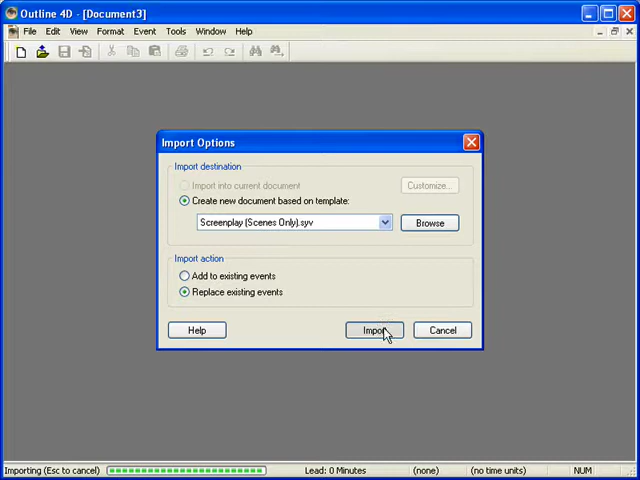 Outline 4D - [Document3]
File Edit View Format Event Tools Window Help
Import Options
Import destination
Import into current document
Customize...
Create new document based on template:
Screenplay (Scenes Only).syv
Browse
Import action
Add to existing events
Replace existing events
Help
Import
Cancel
Importing (Esc to cancel) Lead: 0 Minutes (none) (no time units) NUM